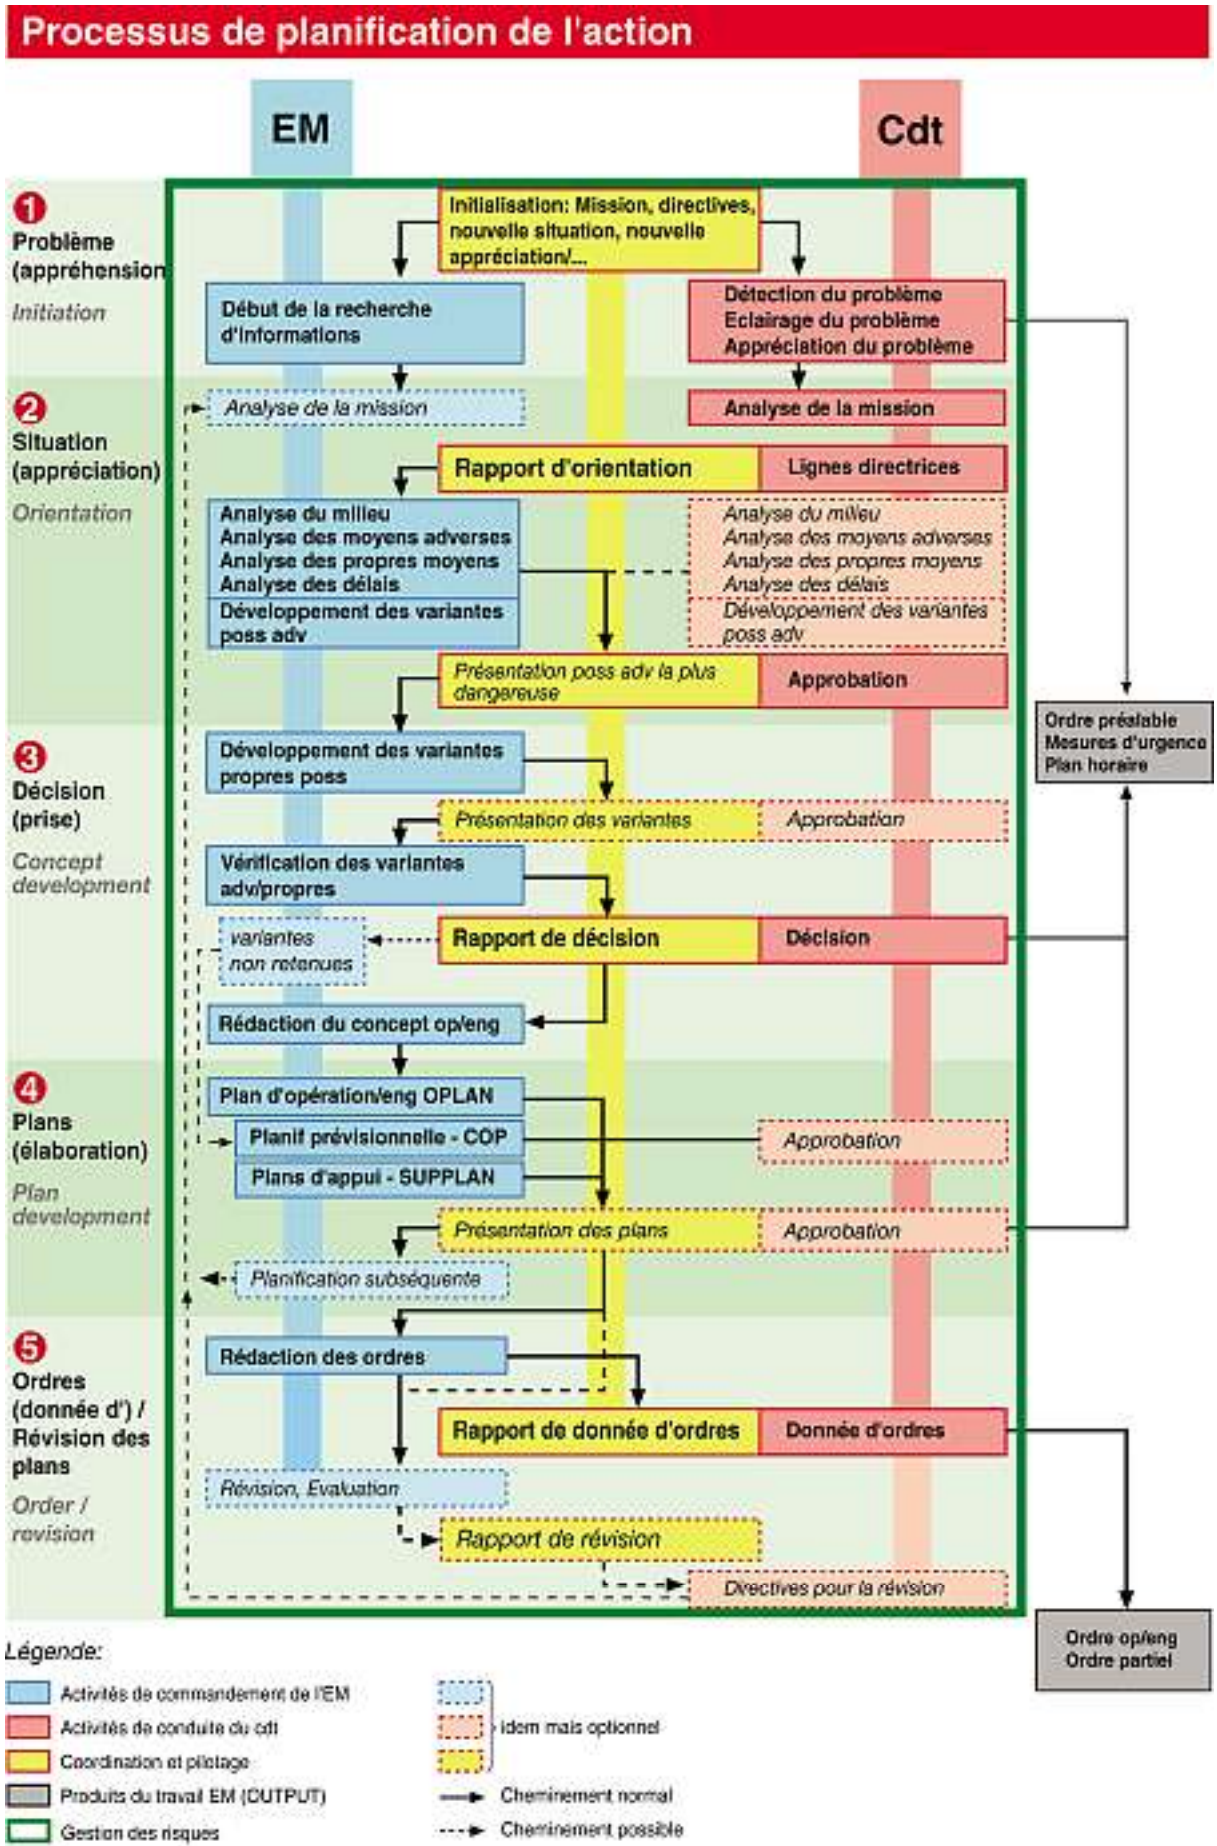 Processus de planification de l'action
EM
Cdt
1
Problème
(appréhension
Initiation
Initialisation: Mission, directives,
nouvelle situation, nouvelle
appréciation/...
Début de la recherche
d'informations
Détection du problème
Eclairage du problème
Appréciation du problème
2
Situation
(appréciation)
Orientation
Analyse de la mission
Analyse de la mission
Rapport d'orientation
Lignes directrices
Analyse du milieu
Analyse des moyens adverses
Analyse des propres moyens
Analyse des délais
Développement des variantes
poss adv
Analyse du milieu
Analyse des moyens adverses
Analyse des propres moyens
Analyse des délais
Développement des variantes
poss adv
Présentation poss adv la plus
dangereuse
Approbation
Ordre préalable
Mesures d'urgence
Plan horaire
3
Décision
(prise)
Concept
development
Développement des variantes
propres poss
Présentation des variantes
Approbation
Vérification des variantes
adv/propres
variantes
non retenues
Rapport de décision
Décision
Rédaction du concept op/eng
4
Plans
(élaboration)
Plan
development
Plan d'opération/eng OPLAN
Planif prévisionnelle - COP
Approbation
Plans d'appui - SUPPLAN
Présentation des plans
Approbation
Planification subséquente
5
Ordres
(donnée d') /
Révision des
plans
Order /
revision
Rédaction des ordres
Rapport de donnée d'ordres
Donnée d'ordres
Révision, Evaluation
Rapport de révision
Directives pour la révision
Ordre op/eng
Ordre partiel
Légende:
Activités de commandement de l'EM
Activités de conduite du cdt
Coordination et pilotage
Produits du travail EM (OUTPUT)
Gestion des risques
idem mais optionnel
Cheminement normal
Cheminement possible